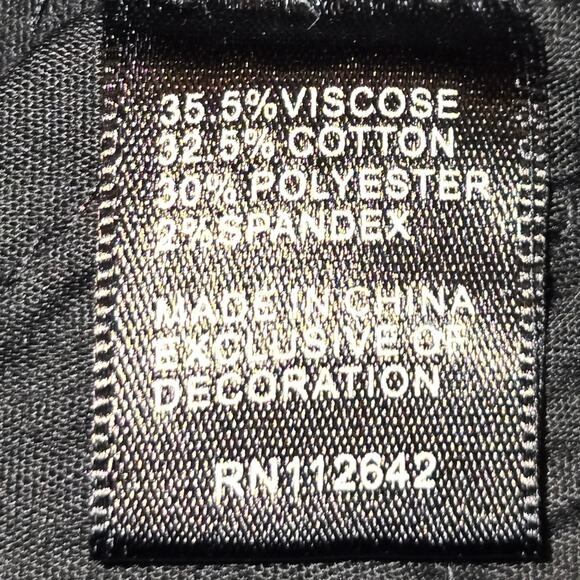 35.5% VISCOSE
32.5% COTTON
30% POLYESTER
2% SPANDEX
MADE IN CHINA
EXCLUSIVE OF
DECORATION
RN112642